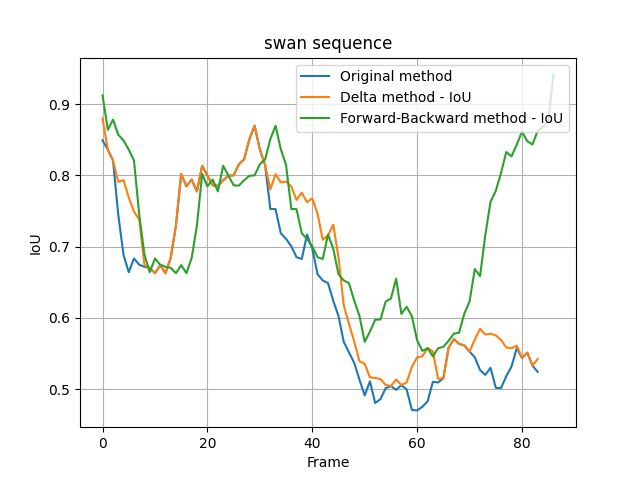 swan sequence
Original method
Delta method - IoU
Forward-Backward method - IoU
IoU
0.9
0.8
0.7
0.6
0.5
0 20 40 60 80
Frame